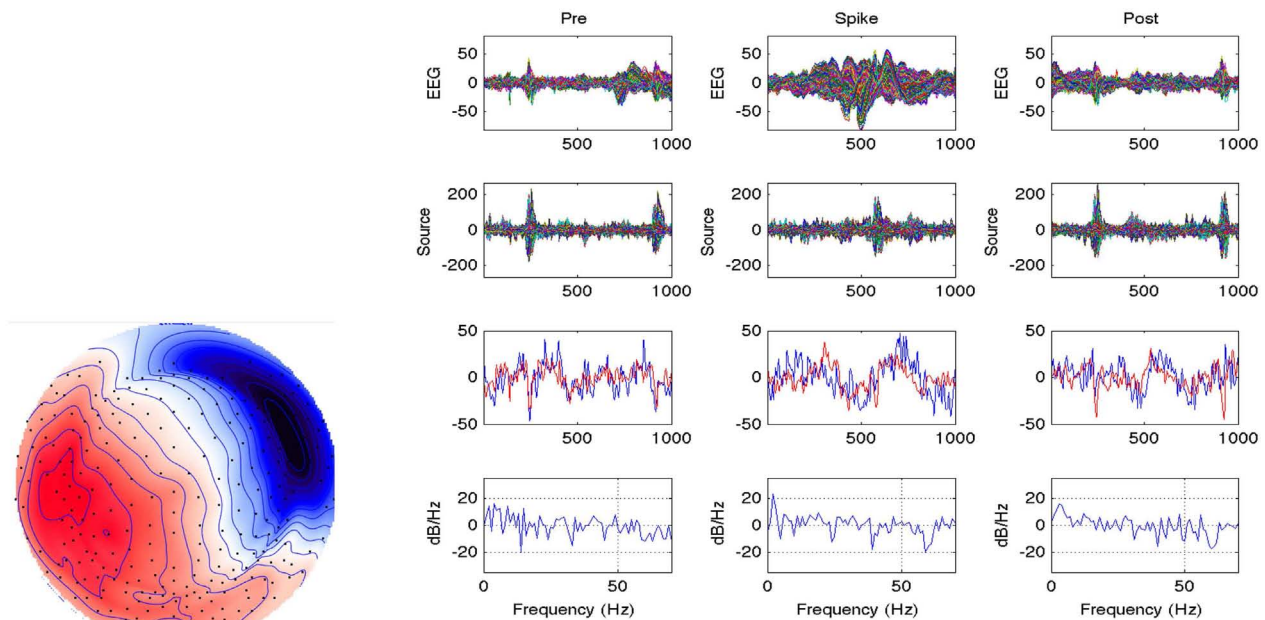 Pre Spike Post
50 50 50
EEG 0 EEG 0 EEG 0
-50 -50 -50
500 1000 500 1000 500 1000
200 200 200
Source 0 Source 0 Source 0
-200 -200 -200
500 1000 500 1000 500 1000
50 50 50
0 0 0
-50 -50 -50
500 1000 500 1000 500 1000
20 20 20
dB/Hz 0 dB/Hz 0 dB/Hz 0
-20 -20 -20
0 50 0 50 0 50
Frequency (Hz) Frequency (Hz) Frequency (Hz)